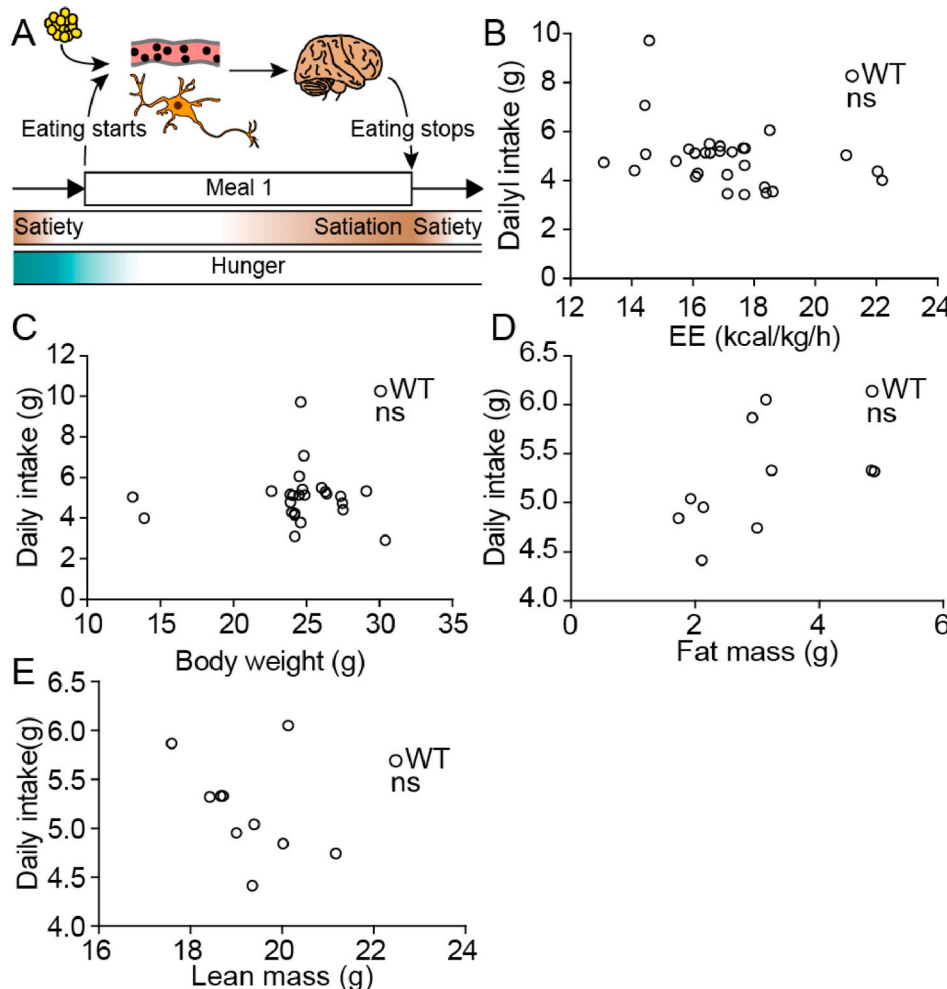 A
Eating starts
Eating stops
Meal 1
Satiety
Satiation
Satiety
Hunger
B
Dailyl intake (g)
10
8
6
4
2
0
WT
ns
12
14
16
18
20
22
24
EE (kcal/kg/h)
C
Daily intake (g)
12
10
8
6
4
2
0
WT
ns
10
15
20
25
30
35
Body weight (g)
D
Daily intake (g)
6.5
6.0
5.5
5.0
4.5
4.0
WT
ns
0
2
4
6
Fat mass (g)
E
Daily intake(g)
6.5
6.0
5.5
5.0
4.5
4.0
WT
ns
16
18
20
22
24
Lean mass (g)